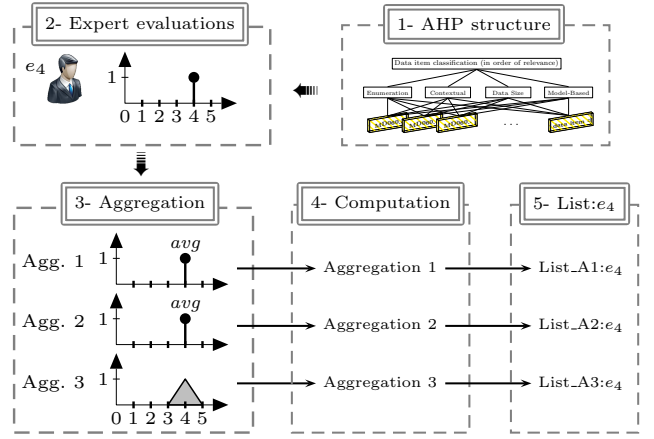 2- Expert evaluations
1- AHP structure
e4
1
0 1 2 3 4 5
Data item classification (in order of relevance)
Enumeration Contextual Data Size Model-Based
MO080 MO080 MO080 ... data item
3- Aggregation
4- Computation
5- List:e4
Agg. 1
1
avg
Aggregation 1
List_A1:e4
Agg. 2
1
avg
Aggregation 2
List_A2:e4
Agg. 3
1
0 1 2 3 4 5
Aggregation 3
List_A3:e4